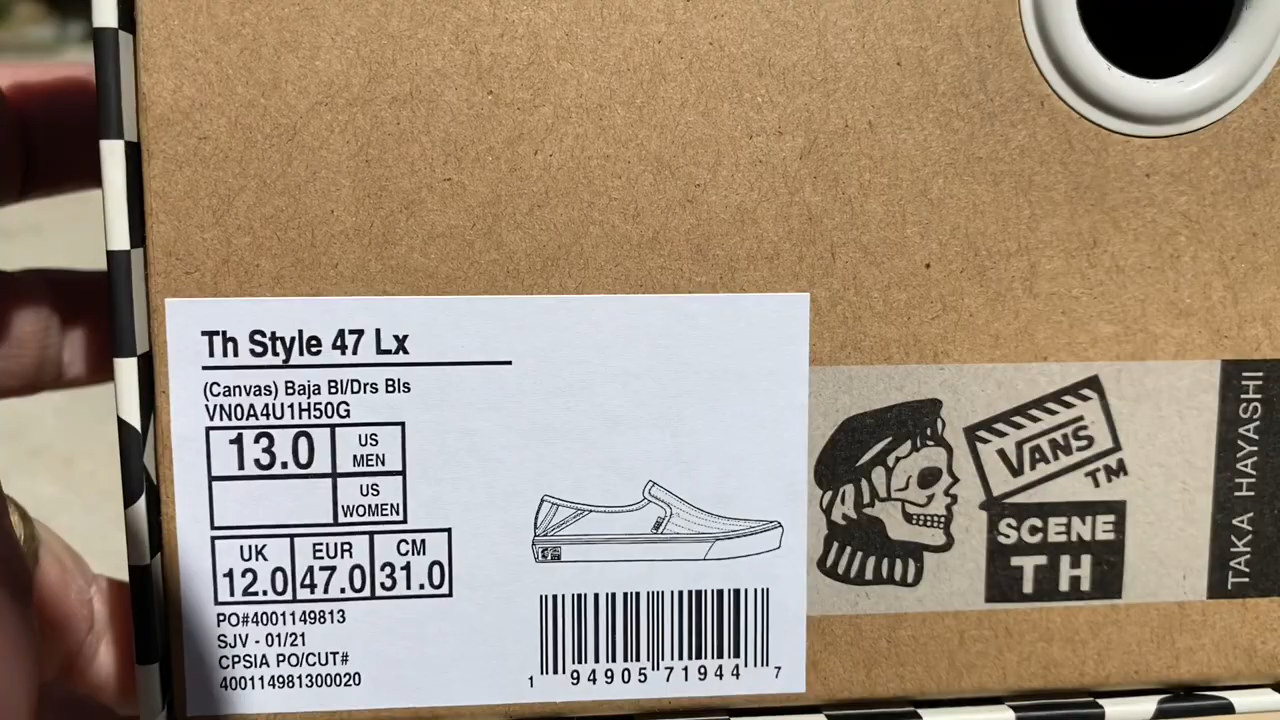 Th Style 47 Lx
(Canvas) Baja Bl/Drs Bls
VN0A4U1H50G
13.0
US
MEN
US
WOMEN
UK
12.0
EUR
47.0
CM
31.0
PO#4001149813
SJV - 01/21
CPSIA PO/CUT#
400114981300020
1 94905 71944 7
VANS
TM
SCENE
TH
TAKA HAYASHI